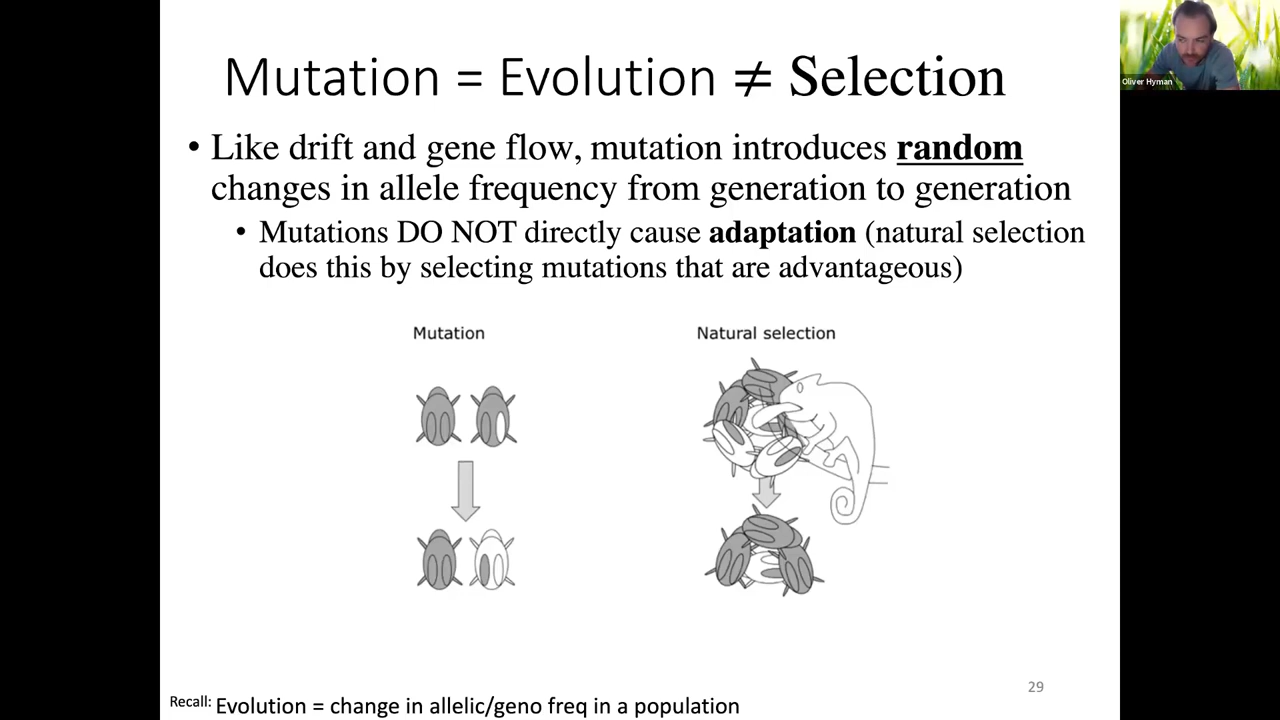 Mutation = Evolution ≠ Selection
Oliver Hyman
• Like drift and gene flow, mutation introduces random
changes in allele frequency from generation to generation
• Mutations DO NOT directly cause adaptation (natural selection
does this by selecting mutations that are advantageous)
Mutation
Natural selection
29
Recall: Evolution = change in allelic/geno freq in a population